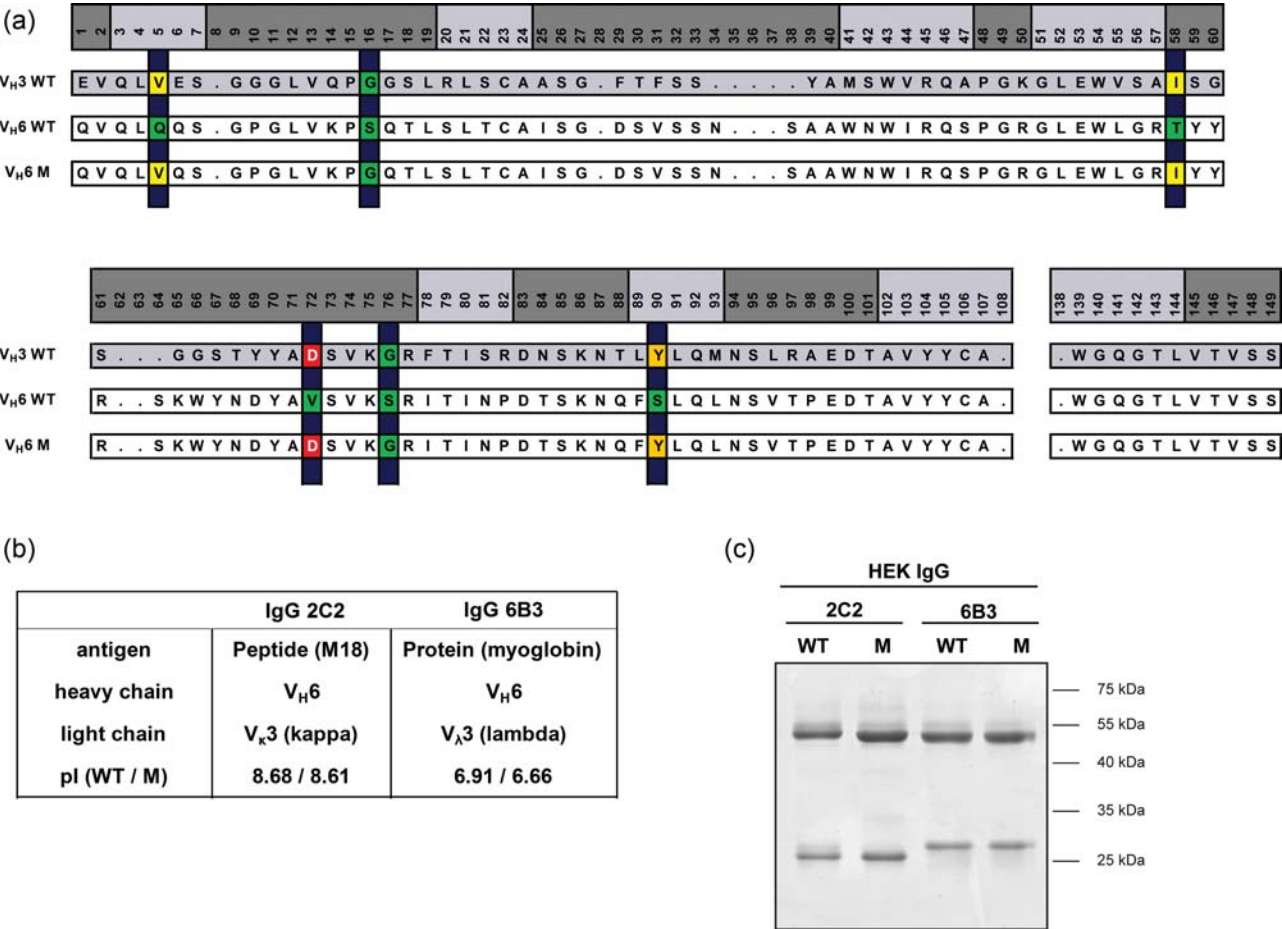 (a)
1 2 3 4 5 6 7 8 9 10 11 12 13 14 15 16 17 18 19 20 21 22 23 24 25 26 27 28 29 30 31 32 33 34 35 36 37 38 39 40 41 42 43 44 45 46 47 48 49 50 51 52 53 54 55 56 57 58 59 60
VH3 WT E V Q L V E S . G G G L V Q P G G S L R L S C A A S G . F T F S S . . . . . Y A M S W V R Q A P G K G L E W V S A I S G
VH6 WT Q V Q L Q Q S . G P G L V K P S Q T L S L T C A I S G . D S V S S N . . . S A A W N W I R Q S P G R G L E W L G R T Y Y
VH6 M Q V Q L V Q S . G P G L V K P G Q T L S L T C A I S G . D S V S S N . . . S A A W N W I R Q S P G R G L E W L G R I Y Y
61 62 63 64 65 66 67 68 69 70 71 72 73 74 75 76 77 78 79 80 81 82 83 84 85 86 87 88 89 90 91 92 93 94 95 96 97 98 99 100 101 102 103 104 105 106 107 108 138 139 140 141 142 143 144 145 146 147 148 149
VH3 WT S . . . G G S T Y Y A D S V K G R F T I S R D N S K N T L Y L Q M N S L R A E D T A V Y Y C A . . W G Q G T L V T V S S
VH6 WT R . . S K W Y N D Y A V S V K S R I T I N P D T S K N Q F S L Q L N S V T P E D T A V Y Y C A . . W G Q G T L V T V S S
VH6 M R . . S K W Y N D Y A D S V K G R I T I N P D T S K N Q F Y L Q L N S V T P E D T A V Y Y C A . . W G Q G T L V T V S S
(b)
IgG 2C2 IgG 6B3
antigen Peptide (M18) Protein (myoglobin)
heavy chain VH6 VH6
light chain Vκ3 (kappa) Vλ3 (lambda)
pI (WT / M) 8.68 / 8.61 6.91 / 6.66
(c)
HEK IgG
2C2 6B3
WT M WT M
75 kDa
55 kDa
40 kDa
35 kDa
25 kDa